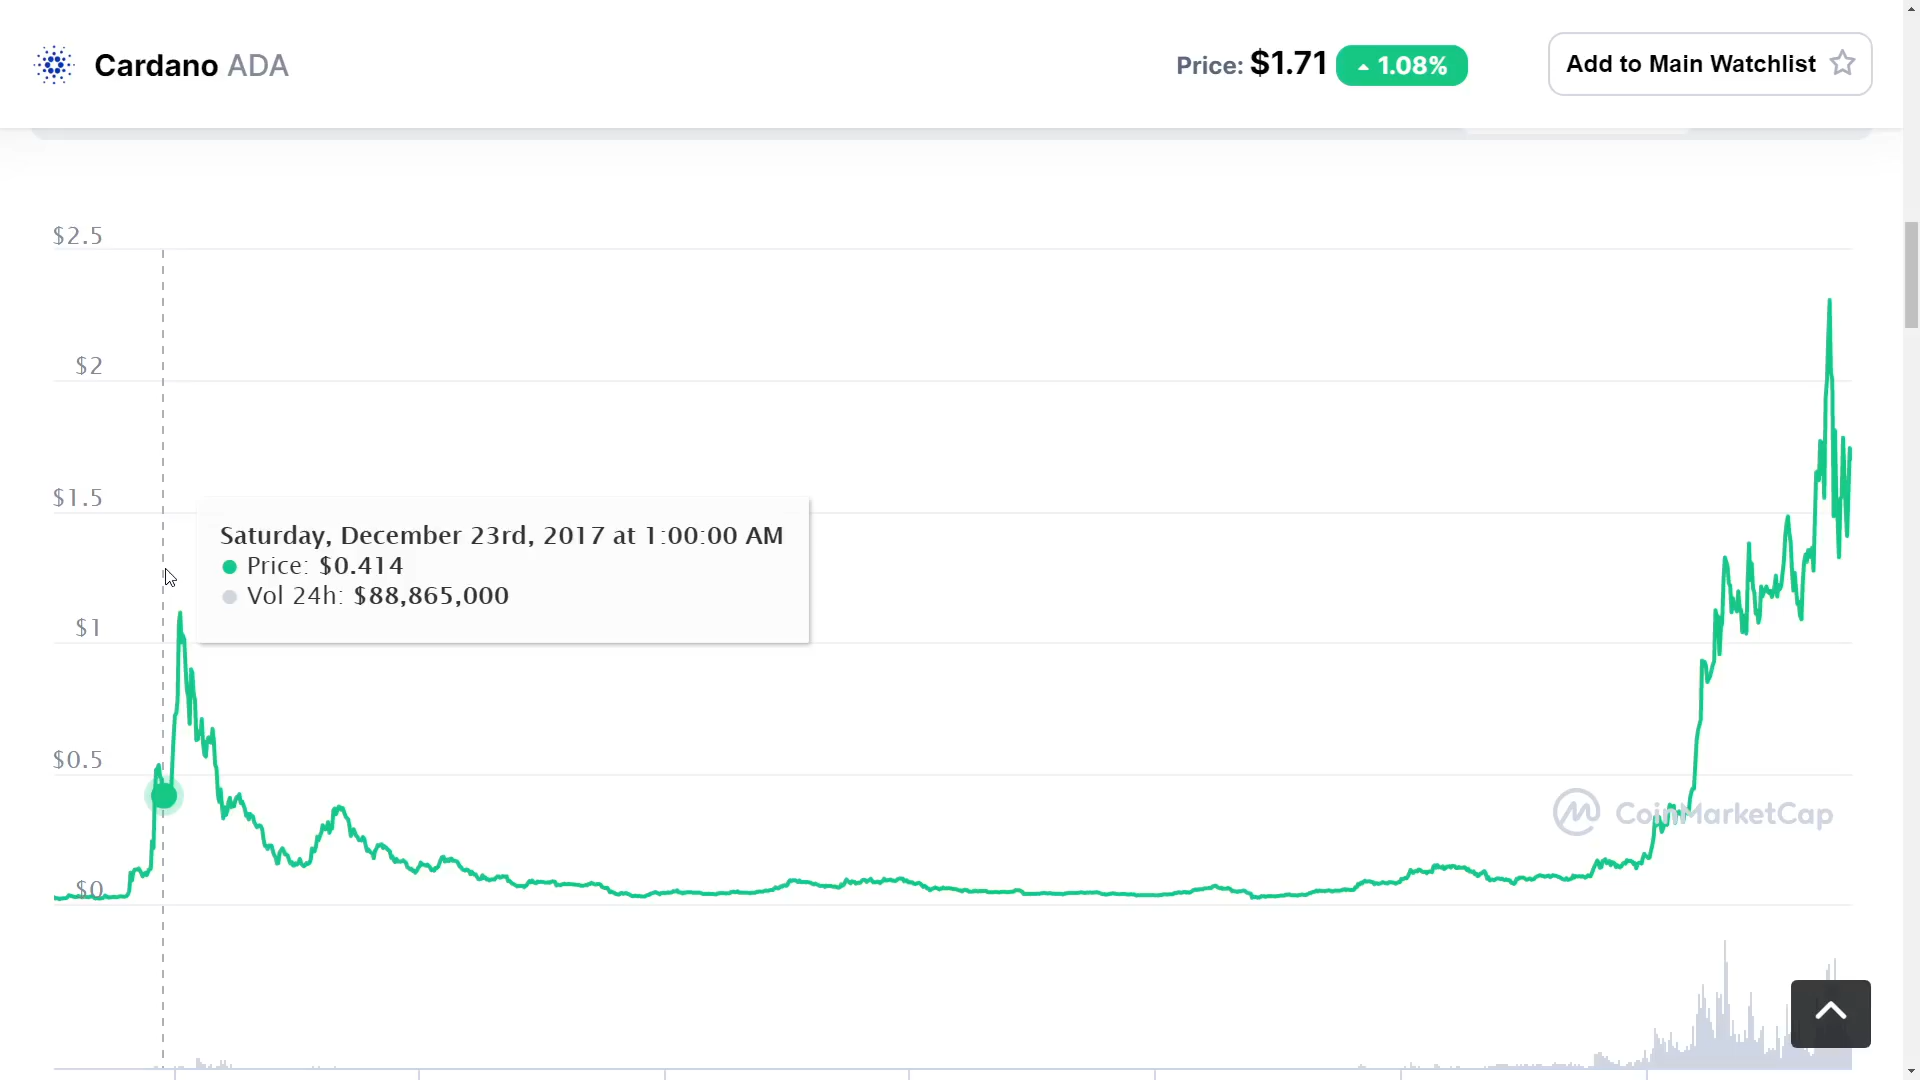 Cardano ADA
Price: $1.71 1.08%
Add to Main Watchlist
$2.5
$2
$1.5
$1
$0.5
$0
Saturday, December 23rd, 2017 at 1:00:00 AM
Price: $0.414
Vol 24h: $88,865,000
CoinMarketCap